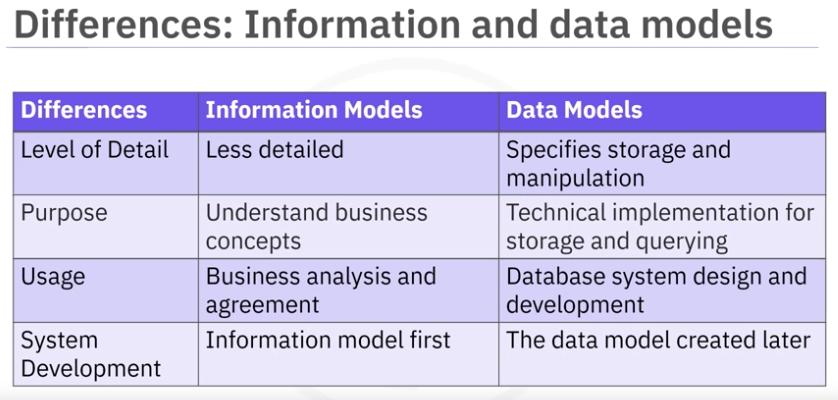 Differences: Information and data models
Differences Information Models Data Models
Level of Detail Less detailed Specifies storage and
manipulation
Purpose Understand business Technical implementation for
concepts storage and querying
Usage Business analysis and Database system design and
agreement development
System Information model first The data model created later
Development